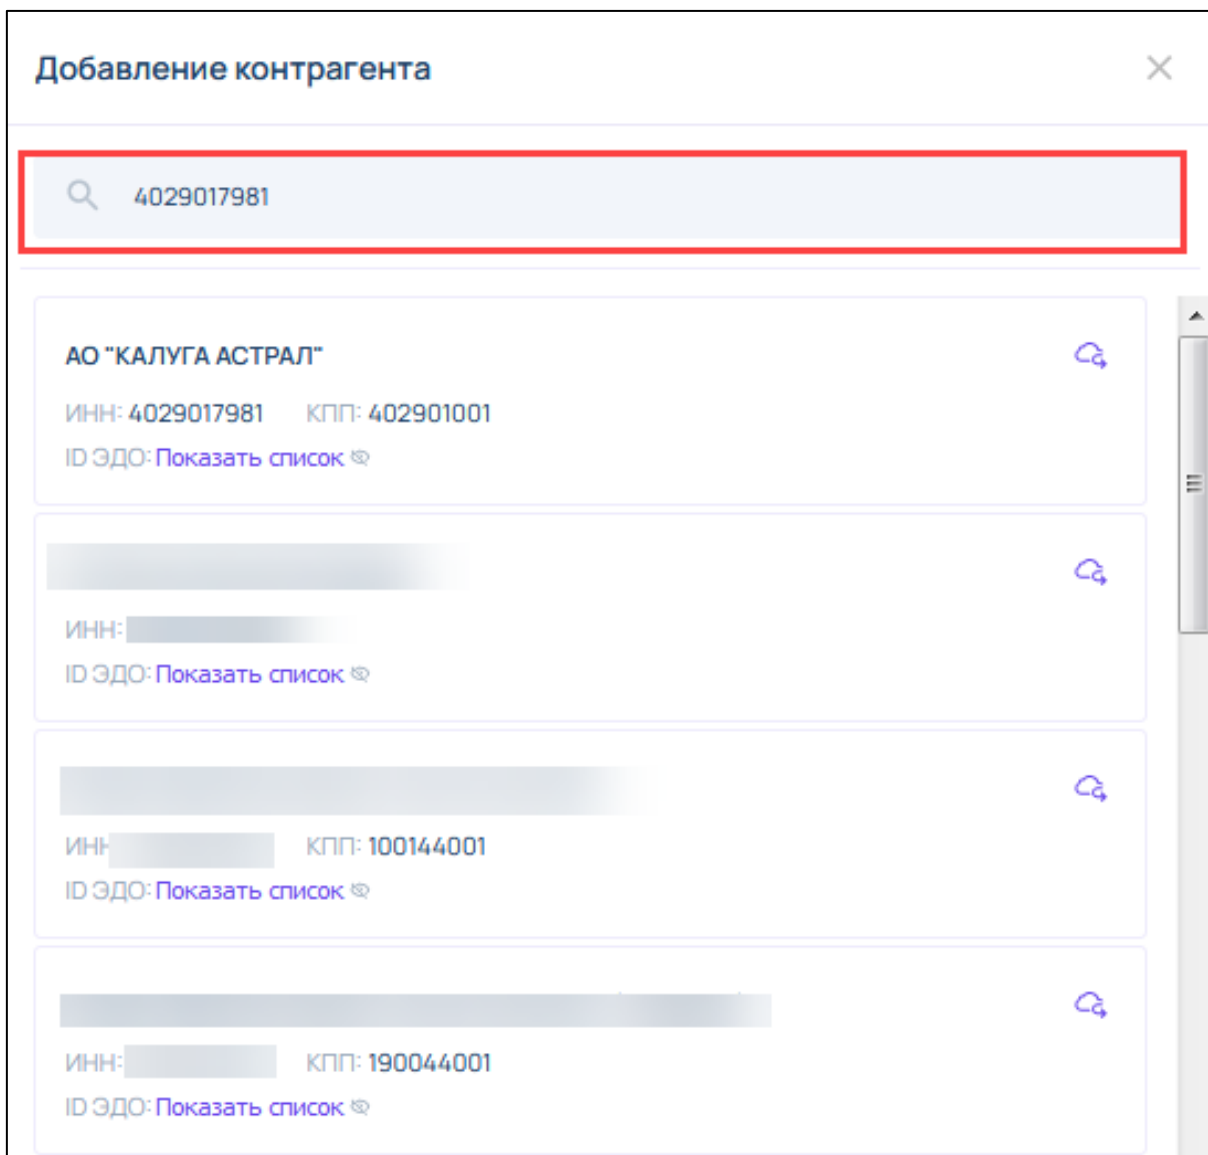 Добавление контрагента
4029017981
АО "КАЛУГА АСТРАЛ"
ИНН: 4029017981 КПП: 402901001
ID ЭДО: Показать список
ИНН:
ID ЭДО: Показать список
КПП: 100144001
ID ЭДО: Показать список
ИНН: КПП: 190044001
ID ЭДО: Показать список